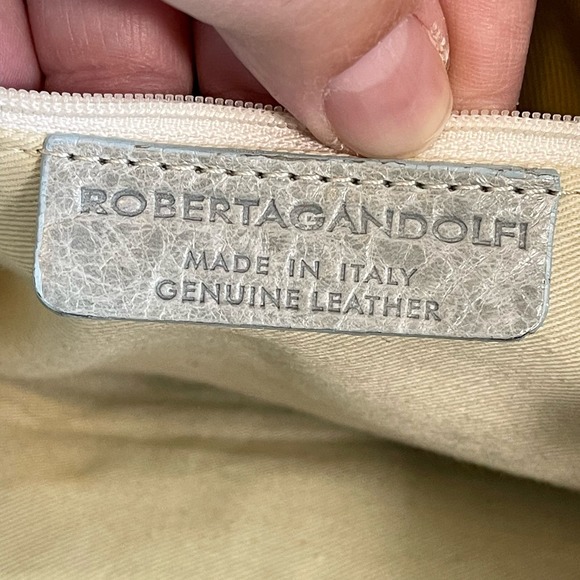 ROBERTAGANDOLFI
MADE IN ITALY
GENUINE LEATHER